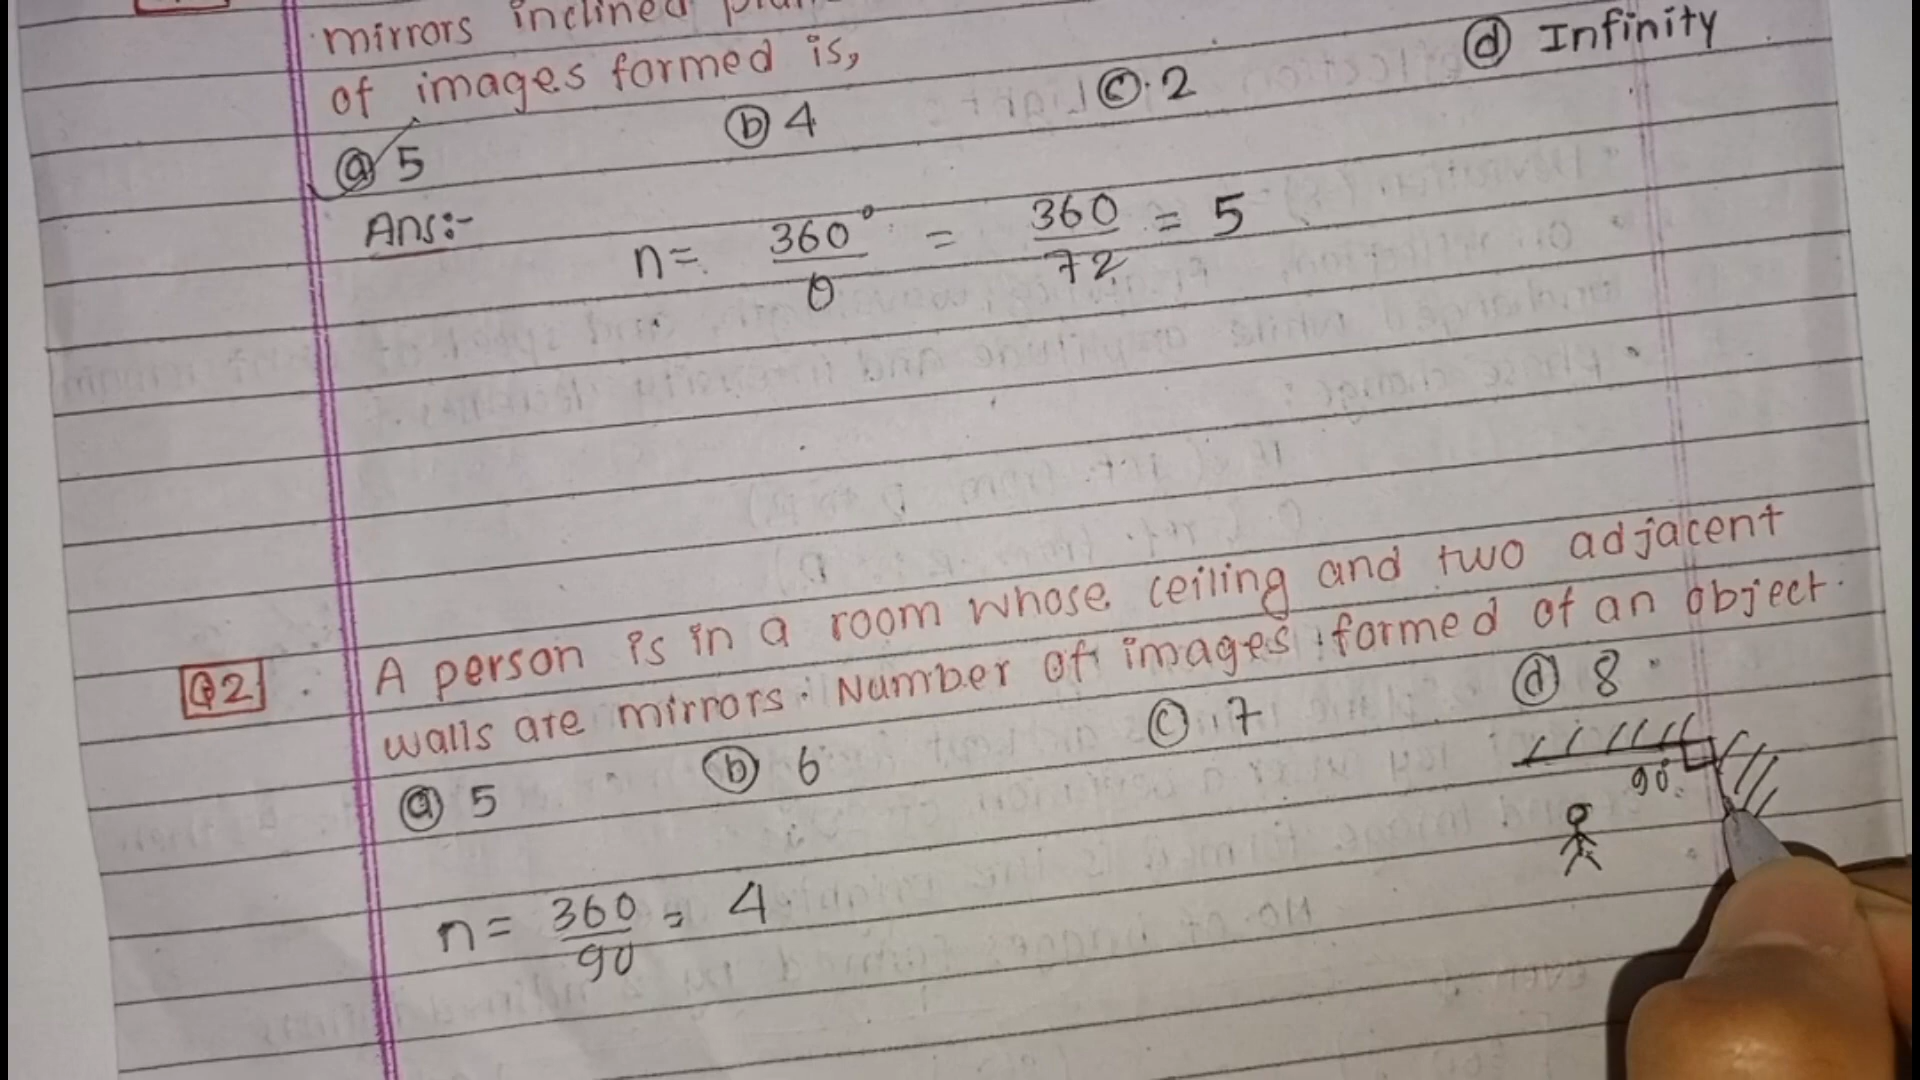 mirrors inclined
of images formed is,
ⓐ 5 ⓑ 4 ⓒ. 2 ⓓ Infinity
Ans:-
n = 360° / θ = 360 / 72 = 5
Q2 A person is in a room whose ceiling and two adjacent
walls are mirrors. Number of images formed of an object.
ⓐ 5 ⓑ 6 ⓒ 7 ⓓ 8
90°
n = 360 / 90 = 4